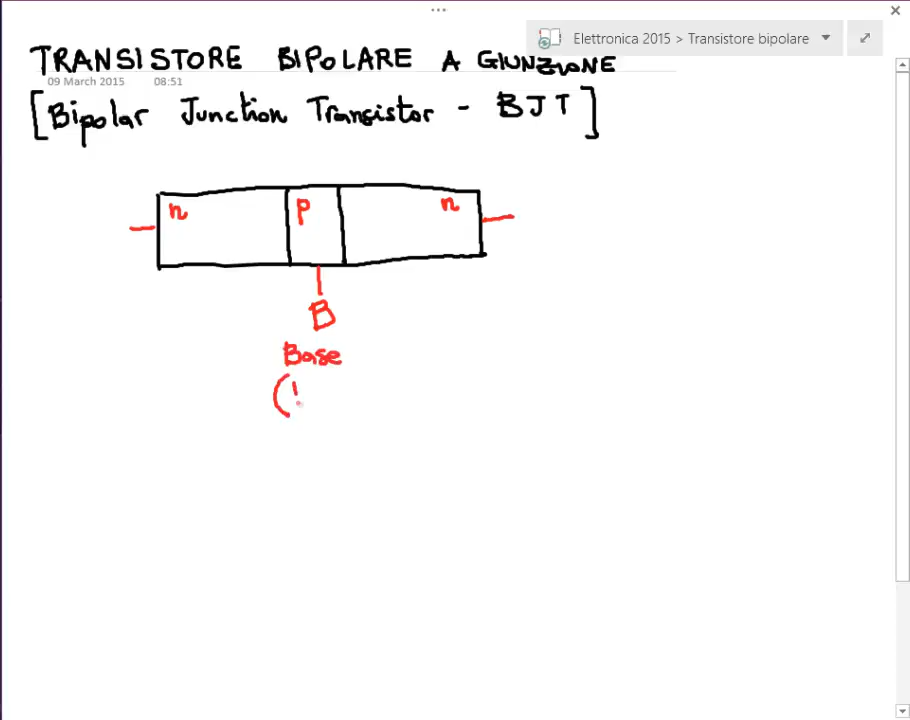 Elettronica 2015 > Transistore bipolare
TRANSISTORE BIPOLARE A GIUNZIONE
09 March 2015 08:51
[Bipolar Junction Transistor - BJT]
n p n
B
Base
(